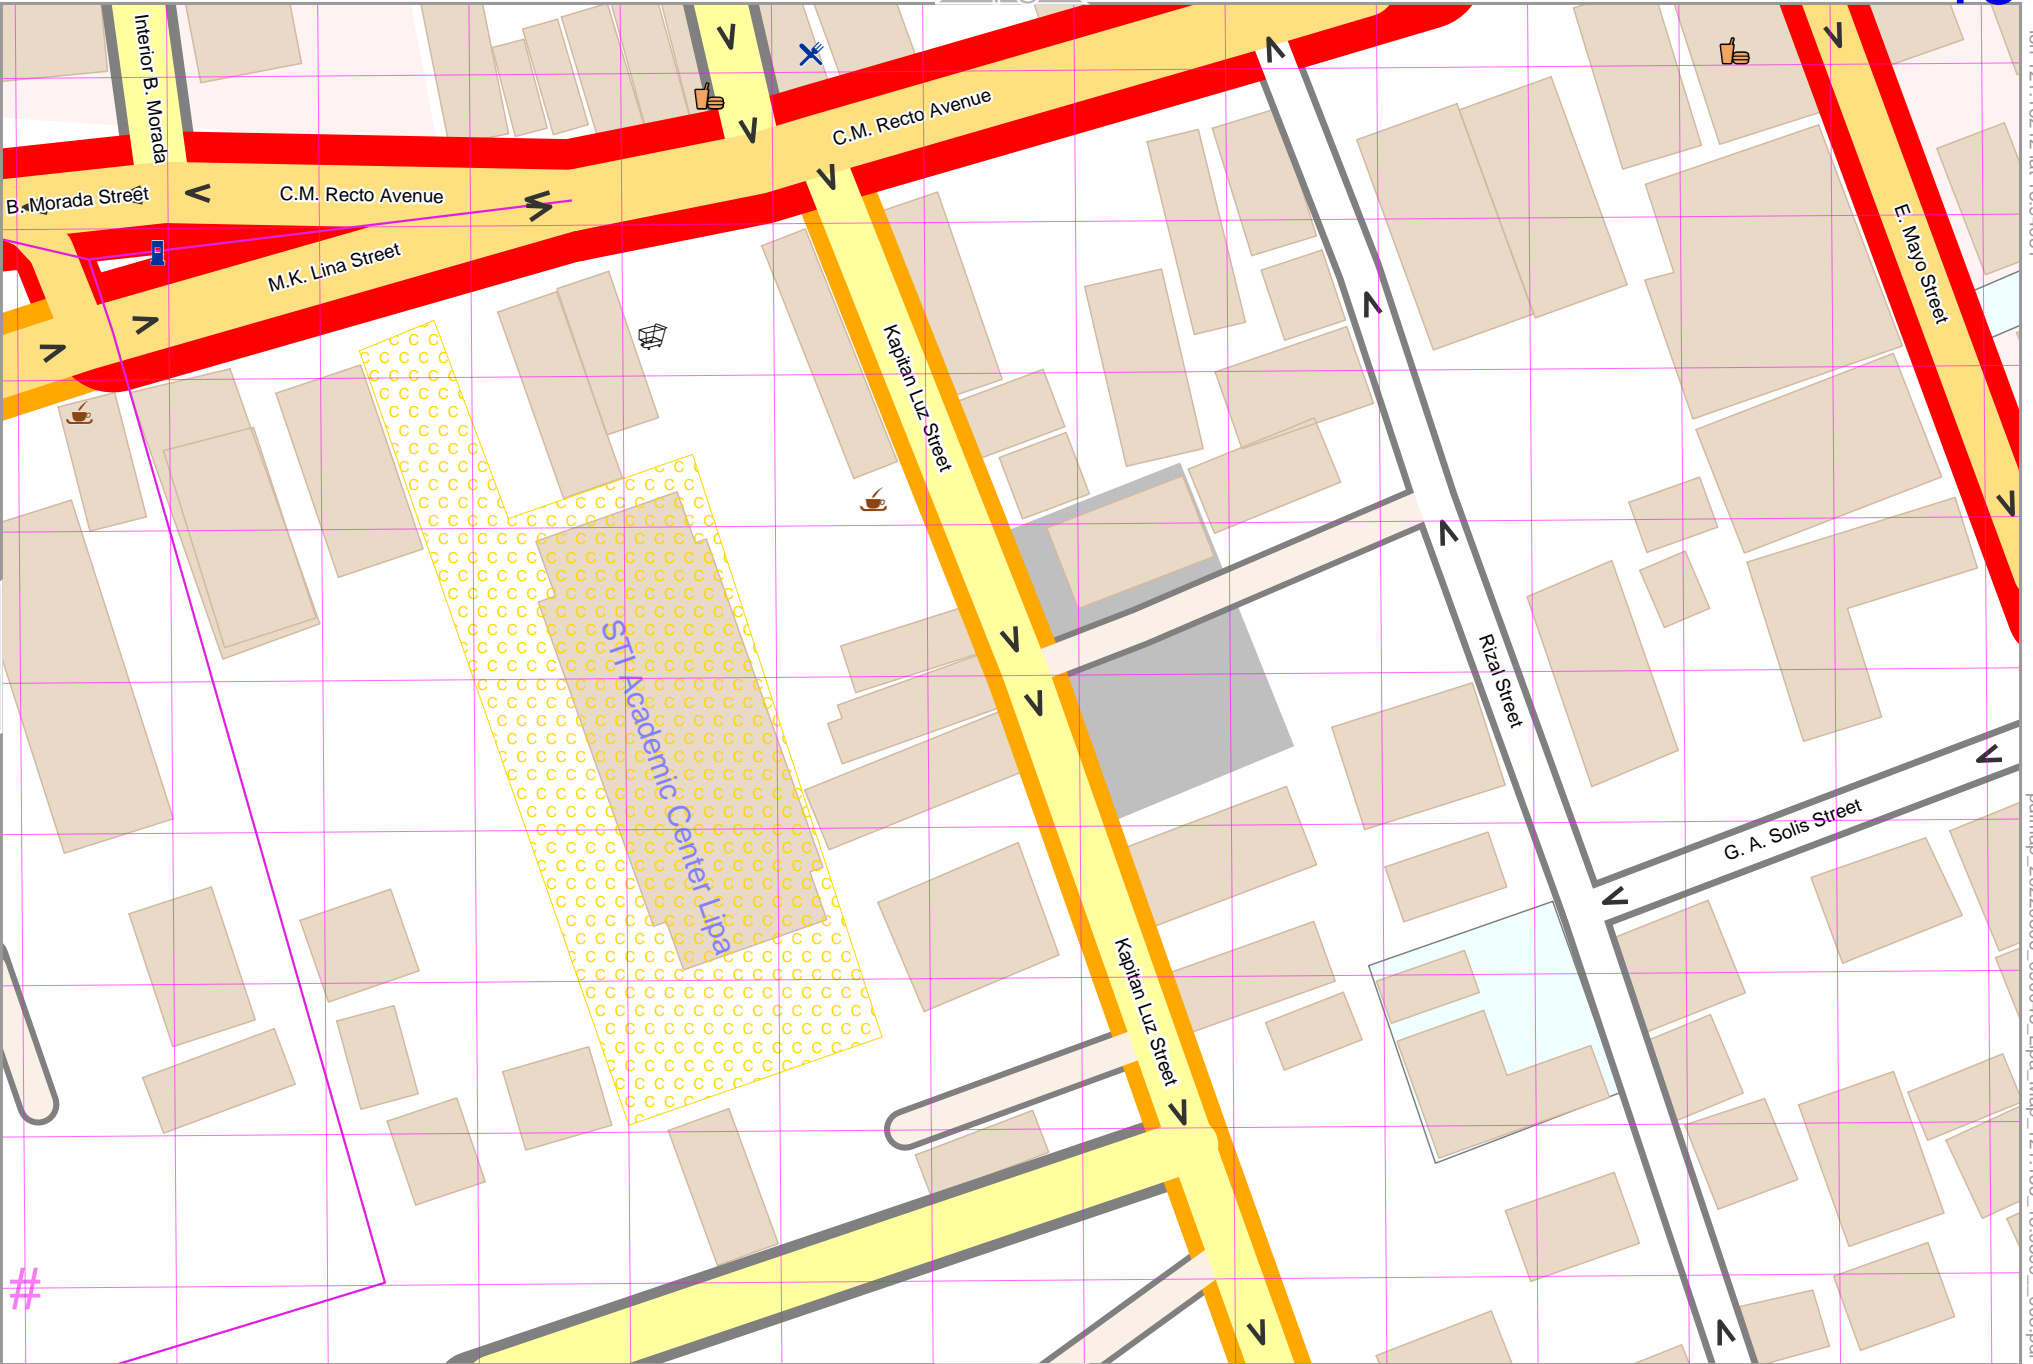 Interior B. Morada
C.M. Recto Avenue
B. Morada Street
C.M. Recto Avenue
M.K. Lina Street
E. Mayo Street
Kapitan Luz Street
STI Academic Center Lipa
Rizal Street
G. A. Solis Street
Kapitan Luz Street
#